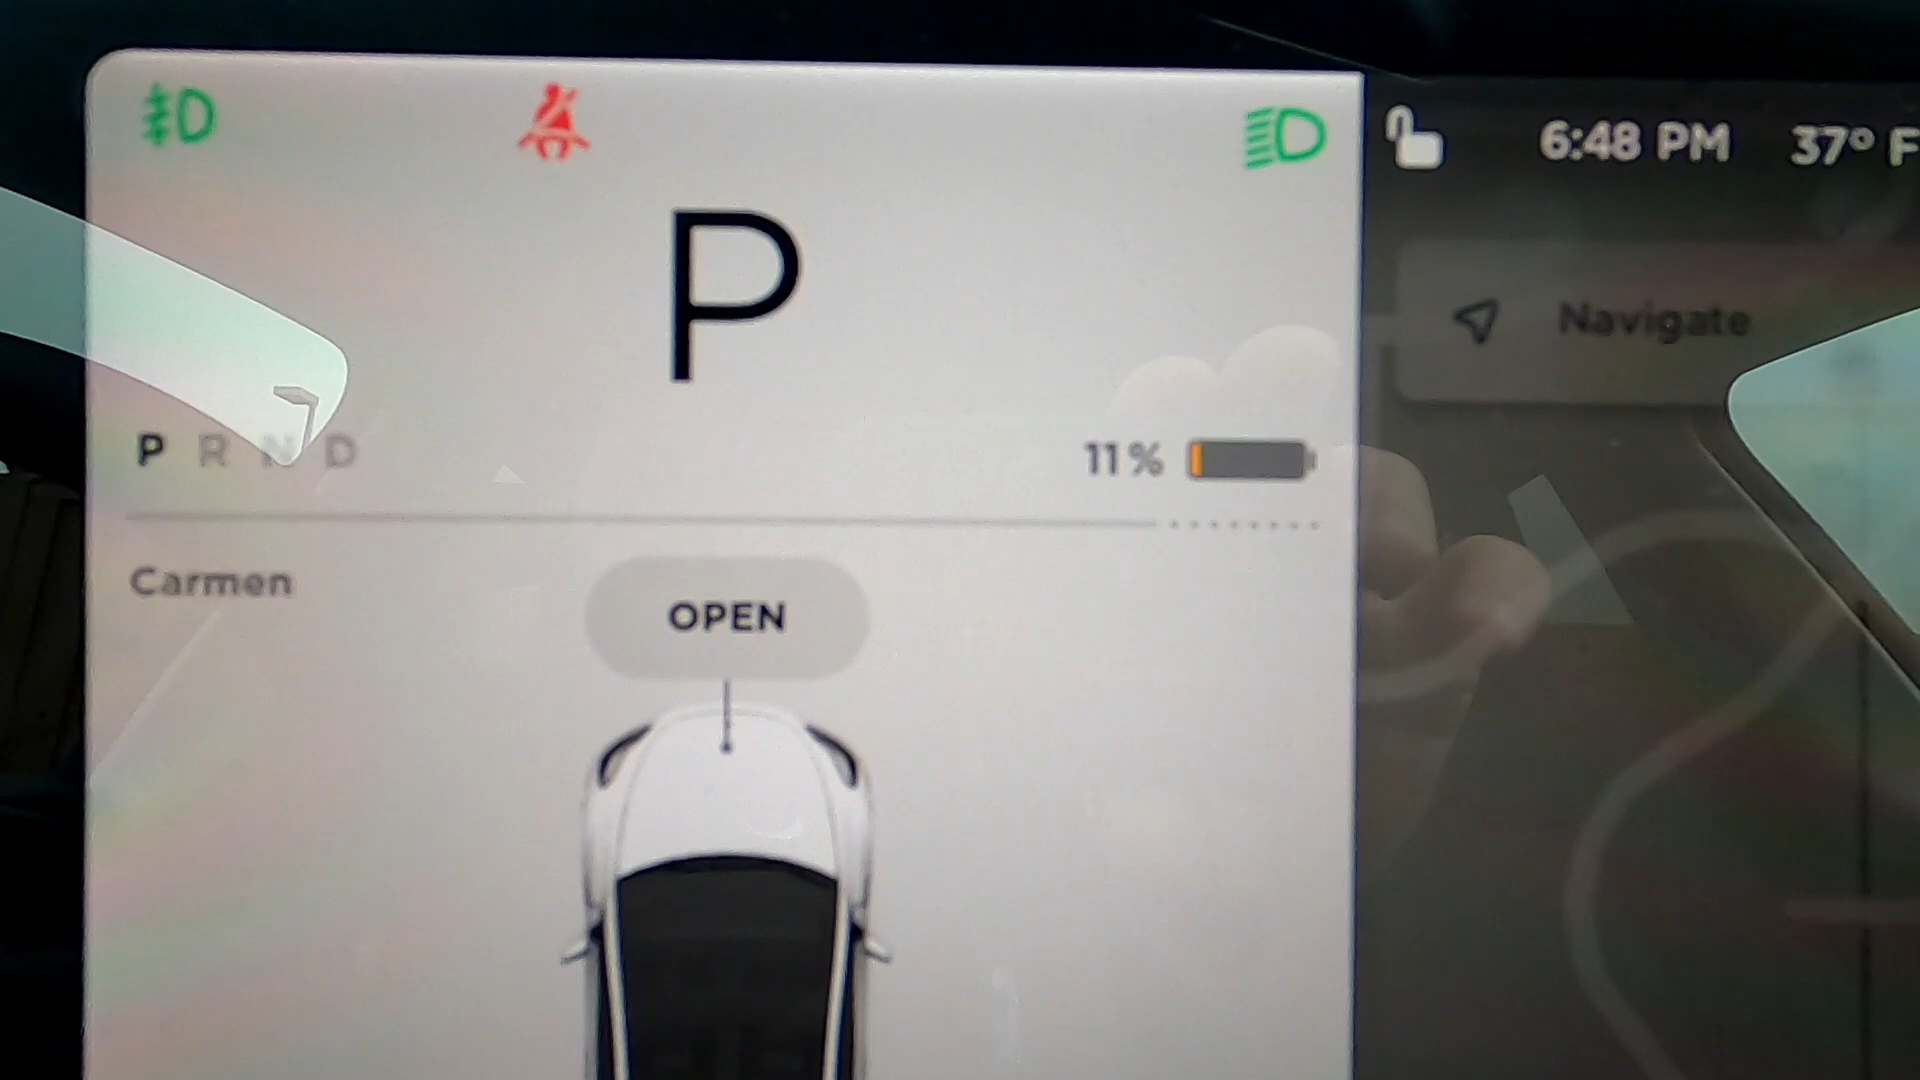 6:48 PM 37° F
P
Navigate
P R N D
11 %
Carmen
OPEN